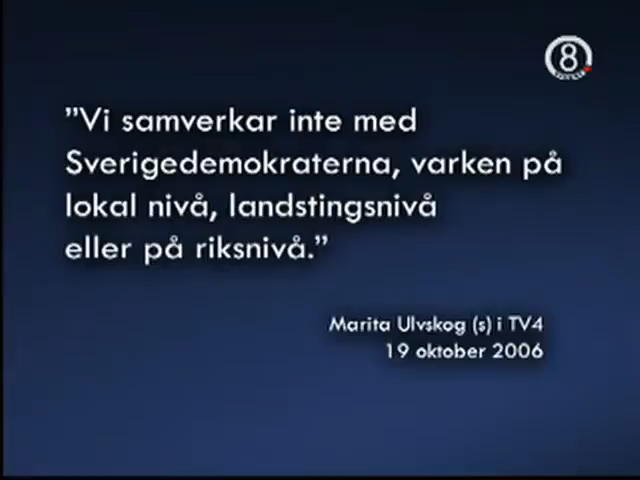 8
”Vi samverkar inte med
Sverigedemokraterna, varken på
lokal nivå, landstingsnivå
eller på riksnivå.”
Marita Ulvskog (s) i TV4
19 oktober 2006